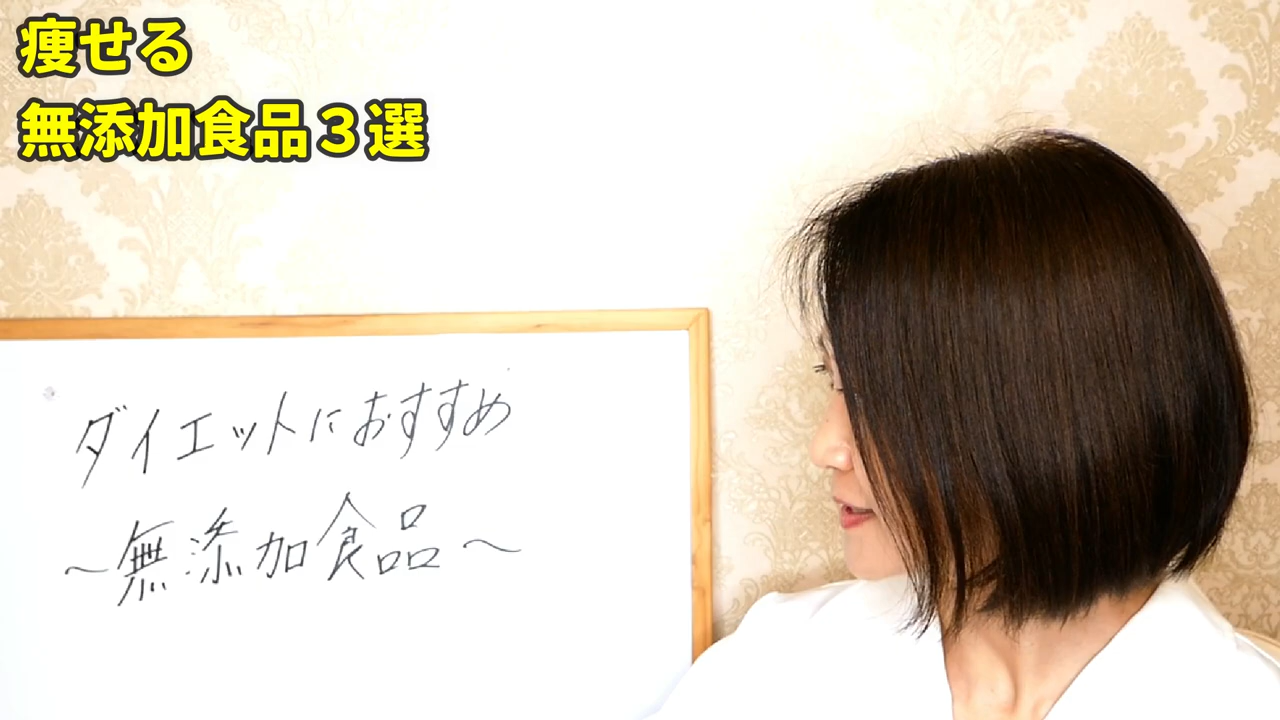 痩せる
無添加食品３選
ダイエットにおすすめ
～無添加食品～